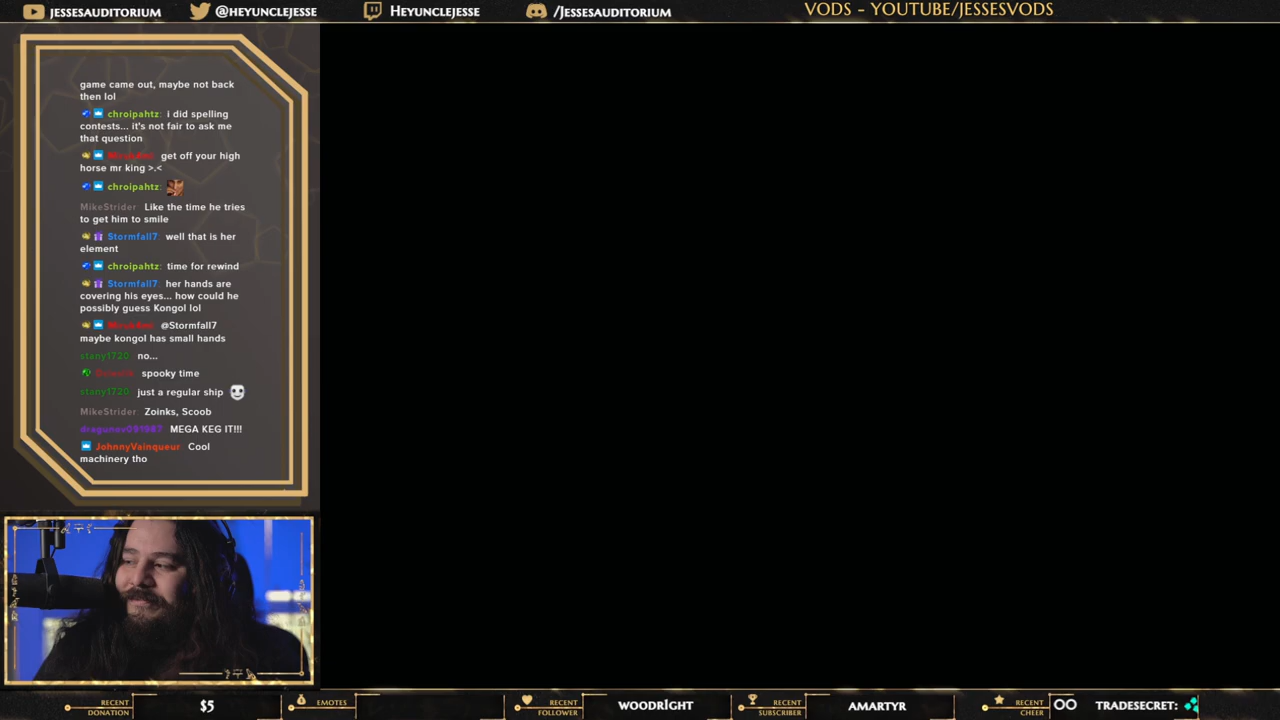 JESSESAUDITORIUM
@HEYUNCLEJESSE
HEYUNCLEJESSE
/JESSESAUDITORIUM
VODS - YOUTUBE/JESSESVODS
game came out, maybe not back
then lol
chroipahtz: i did spelling
contests... it's not fair to ask me
that question
get off your high
horse mr king >.<
chroipahtz:
MikeStrider: Like the time he tries
to get him to smile
Stormfall7: well that is her
element
chroipahtz: time for rewind
Stormfall7: her hands are
covering his eyes... how could he
possibly guess Kongol lol
@Stormfall7
maybe kongol has small hands
stany1720: no...
spooky time
stany1720: just a regular ship
MikeStrider: Zoinks, Scoob
dragunov091987: MEGA KEG IT!!!
JohnnyVainqueur: Cool
machinery tho
RECENT
DONATION
$5
EMOTES
RECENT
FOLLOWER
WOODRIGHT
RECENT
SUBSCRIBER
AMARTYR
RECENT
CHEER
TRADESECRET: